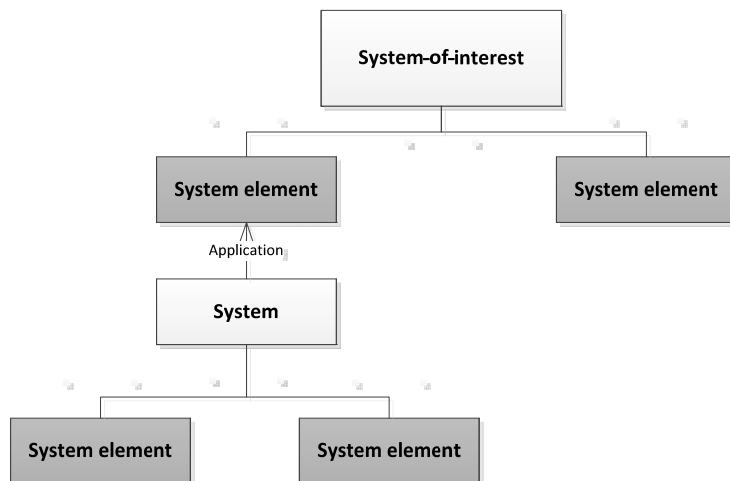 System-of-interest
System element
System element
Application
System
System element
System element